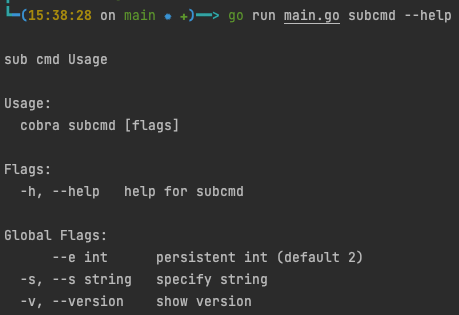 (15:38:28 on main ● +)──> go run main.go subcmd --help
sub cmd Usage
Usage:
  cobra subcmd [flags]
Flags:
  -h, --help   help for subcmd
Global Flags:
      --e int      persistent int (default 2)
  -s, --s string   specify string
  -v, --version    show version